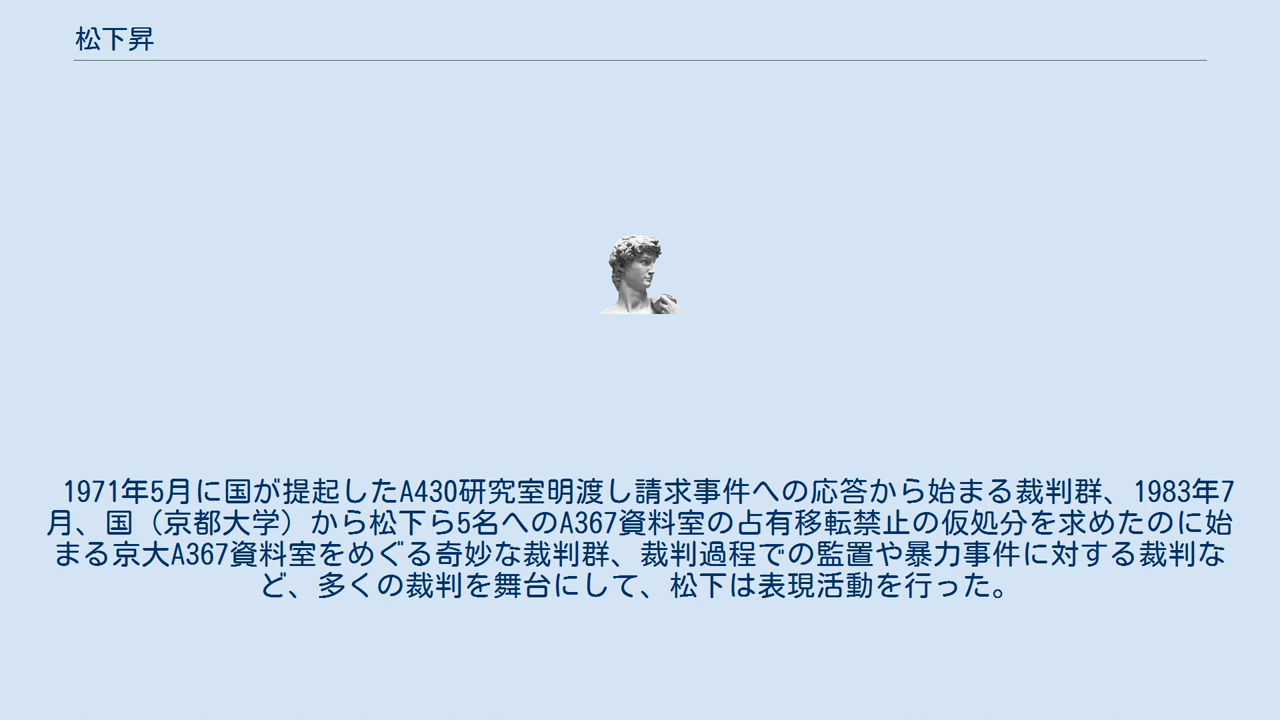 松下昇
1971年5月に国が提起したA430研究室明渡し請求事件への応答から始まる裁判群、1983年7
月、国（京都大学）から松下ら5名へのA367資料室の占有移転禁止の仮処分を求めたのに始
まる京大A367資料室をめぐる奇妙な裁判群、裁判過程での監置や暴力事件に対する裁判な
ど、多くの裁判を舞台にして、松下は表現活動を行った。